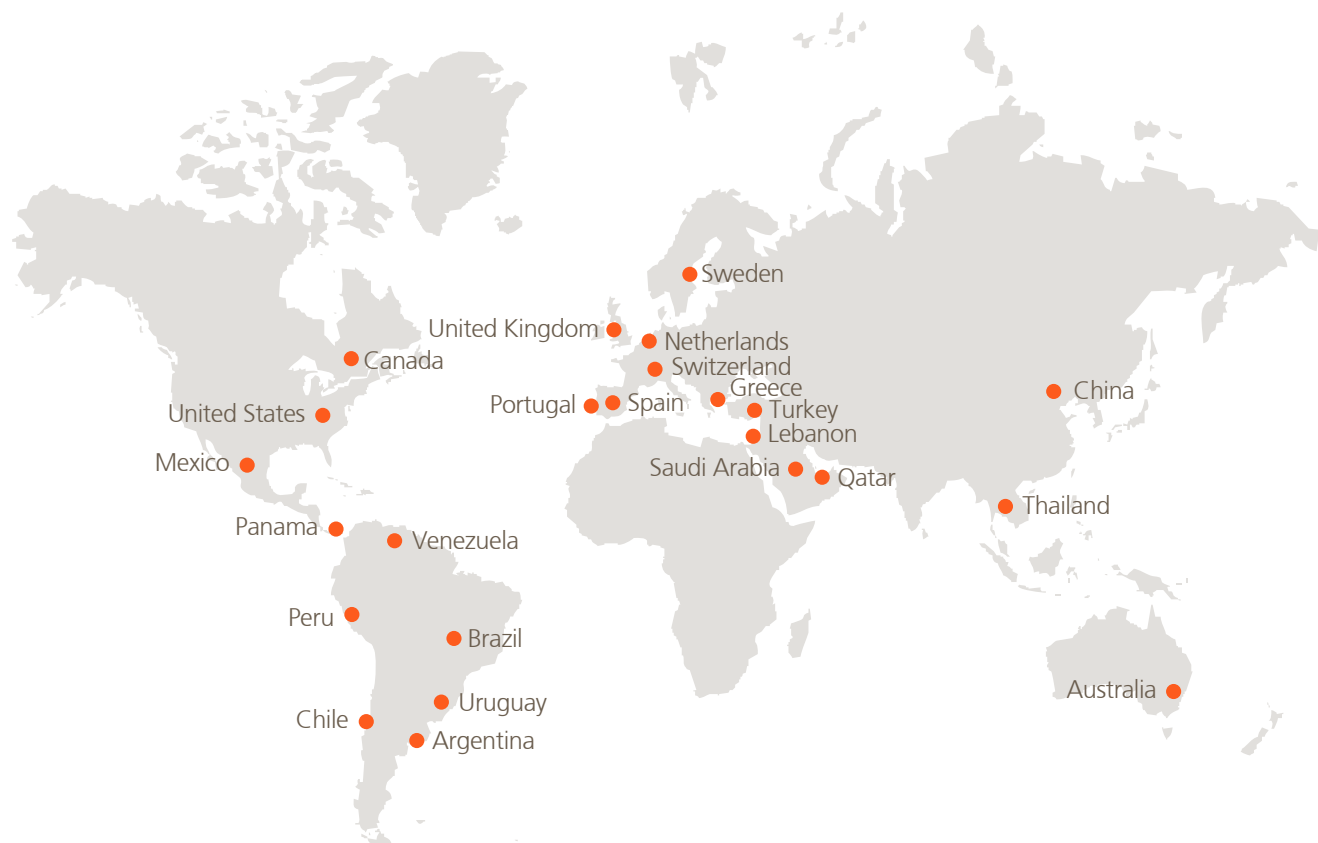 Sweden
United Kingdom
Netherlands
Canada
Switzerland
Greece
China
Portugal
Spain
United States
Turkey
Lebanon
Mexico
Saudi Arabia
Qatar
Thailand
Panama
Venezuela
Peru
Brazil
Australia
Uruguay
Chile
Argentina